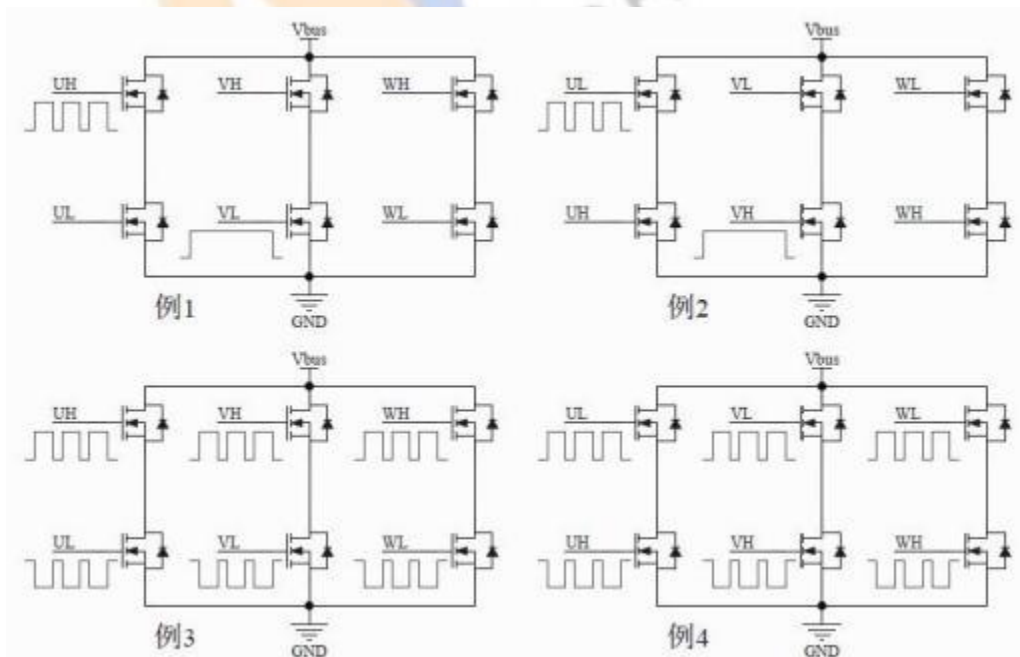 Vbus
Vbus
UH VH WH
UL VL WL
UL VL WL
UH VH WH
例1
例2
GND
GND
Vbus
Vbus
UH VH WH
UL VL WL
UL VL WL
UH VH WH
例3
例4
GND
GND